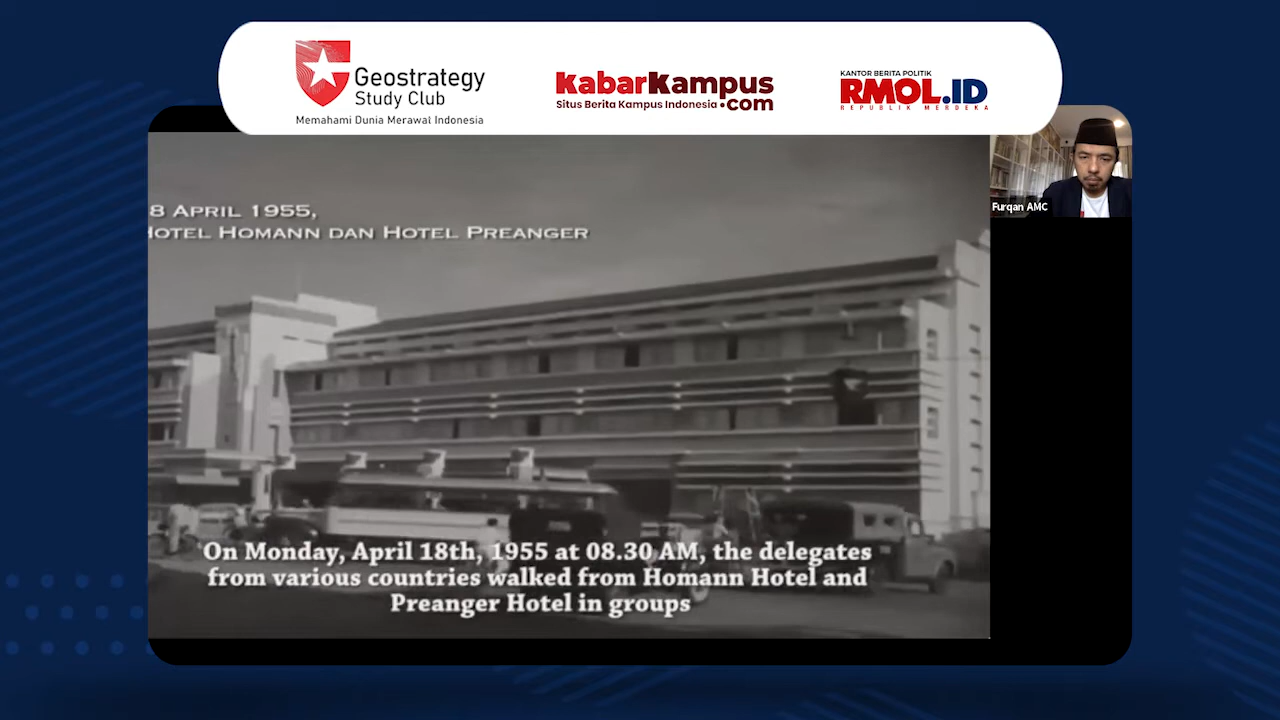 Geostrategy
Study Club
Memahami Dunia Merawat Indonesia
KabarKampus
Situs Berita Kampus Indonesia .com
KANTOR BERITA POLITIK
RMOL.ID
REPUBLIK MERDEKA
8 APRIL 1955,
HOTEL HOMANN DAN HOTEL PREANGER
Furqan AMC
On Monday, April 18th, 1955 at 08.30 AM, the delegates
from various countries walked from Homann Hotel and
Preanger Hotel in groups